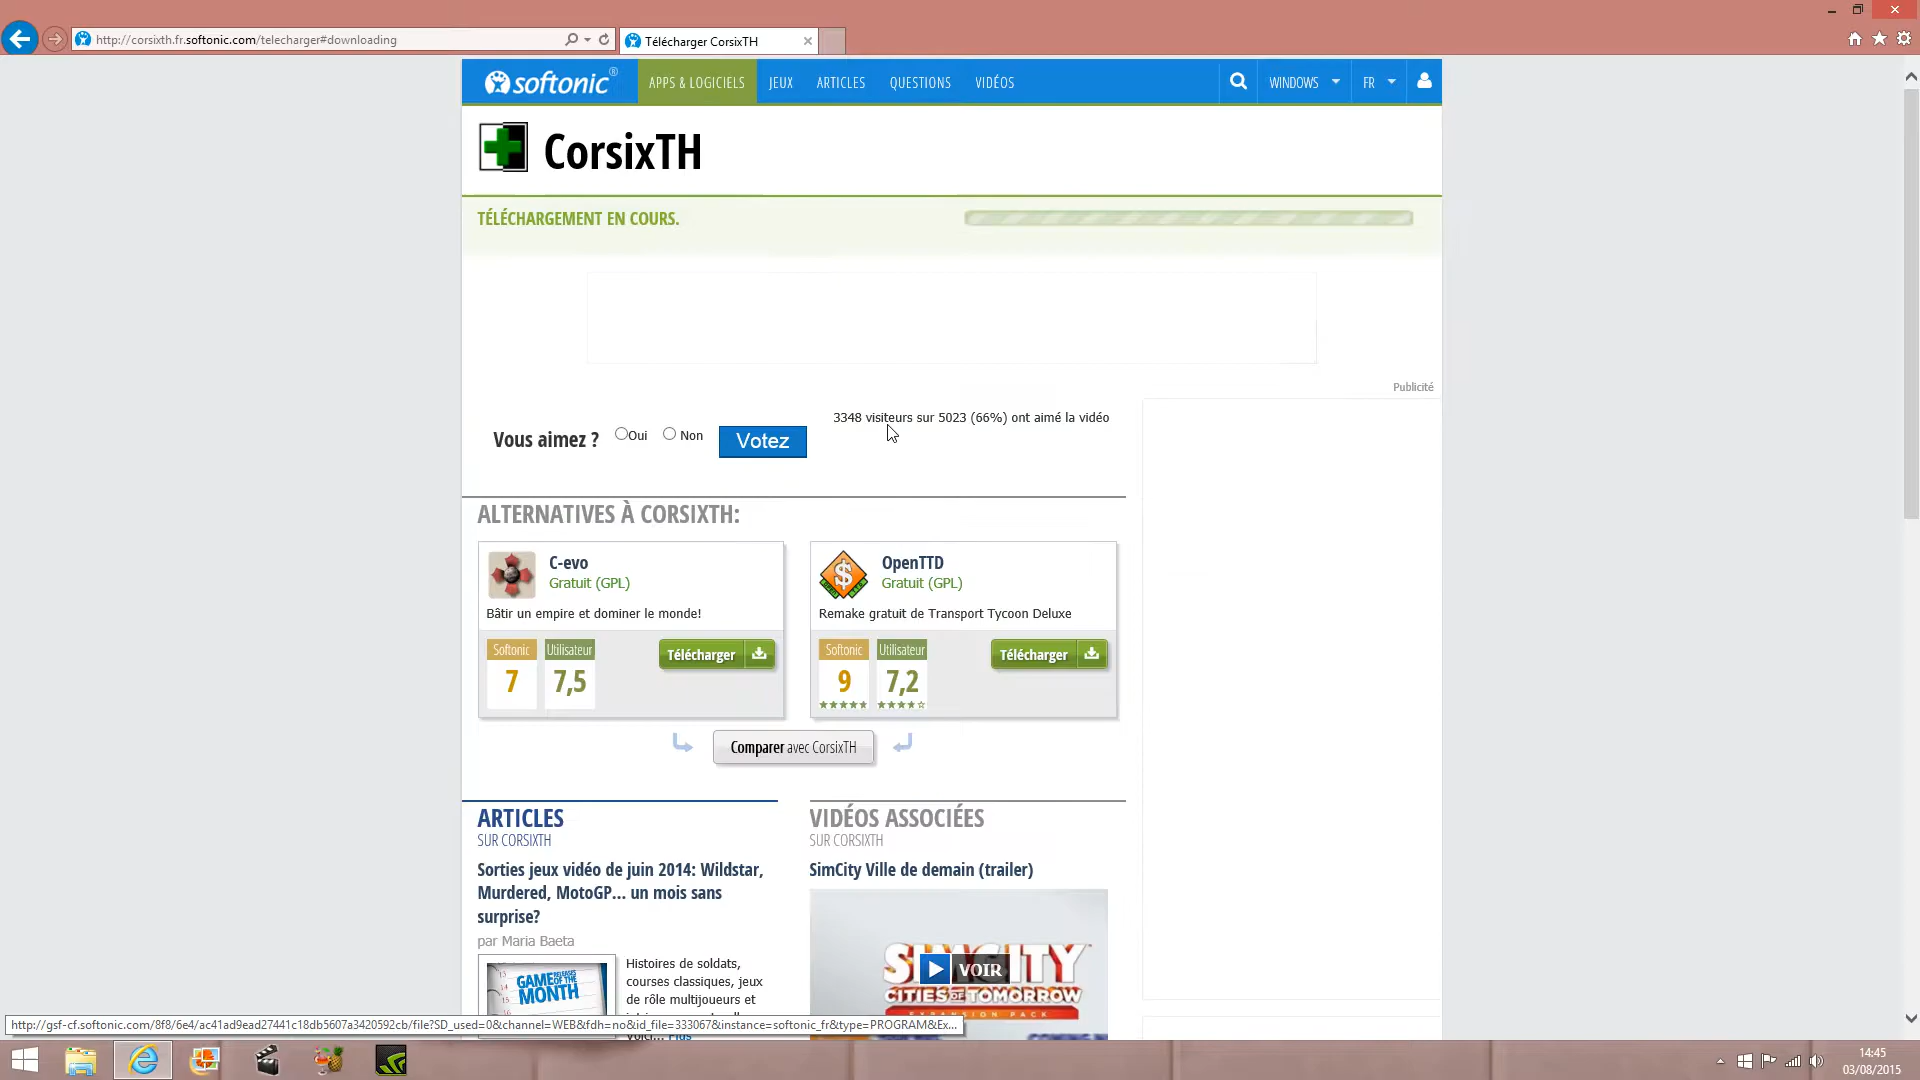 http://corsixth.fr.softonic.com/telecharger#downloading
Télécharger CorsixTH
softonic®
APPS & LOGICIELS
JEUX
ARTICLES
QUESTIONS
VIDÉOS
WINDOWS
FR
CorsixTH
TÉLÉCHARGEMENT EN COURS.
Publicité
Vous aimez ?
Oui
Non
Votez
3348 visiteurs sur 5023 (66%) ont aimé la vidéo
ALTERNATIVES À CORSIXTH:
C-evo
Gratuit (GPL)
Bâtir un empire et dominer le monde!
Softonic
7
Utilisateur
7,5
Télécharger
OpenTTD
Gratuit (GPL)
Remake gratuit de Transport Tycoon Deluxe
Softonic
9
Utilisateur
7,2
Télécharger
Comparer avec CorsixTH
ARTICLES
SUR CORSIXTH
Sorties jeux vidéo de juin 2014: Wildstar,
Murdered, MotoGP... un mois sans
surprise?
par Maria Baeta
GAME RELEASES
OF THE
MONTH
Histoires de soldats,
courses classiques, jeux
de rôle multijoueurs et
voici... Plus
VIDÉOS ASSOCIÉES
SUR CORSIXTH
SimCity Ville de demain (trailer)
SIMCITY
VOIR
CITIES OF TOMORROW
EXPANSION PACK
http://gsf-cf.softonic.com/8f8/6e4/ac41ad9ead27441c18db5607a3420592cb/file?SD_used=0&channel=WEB&fdh=no&id_file=333067&instance=softonic_fr&type=PROGRAM&Ex...
14:45
03/08/2015